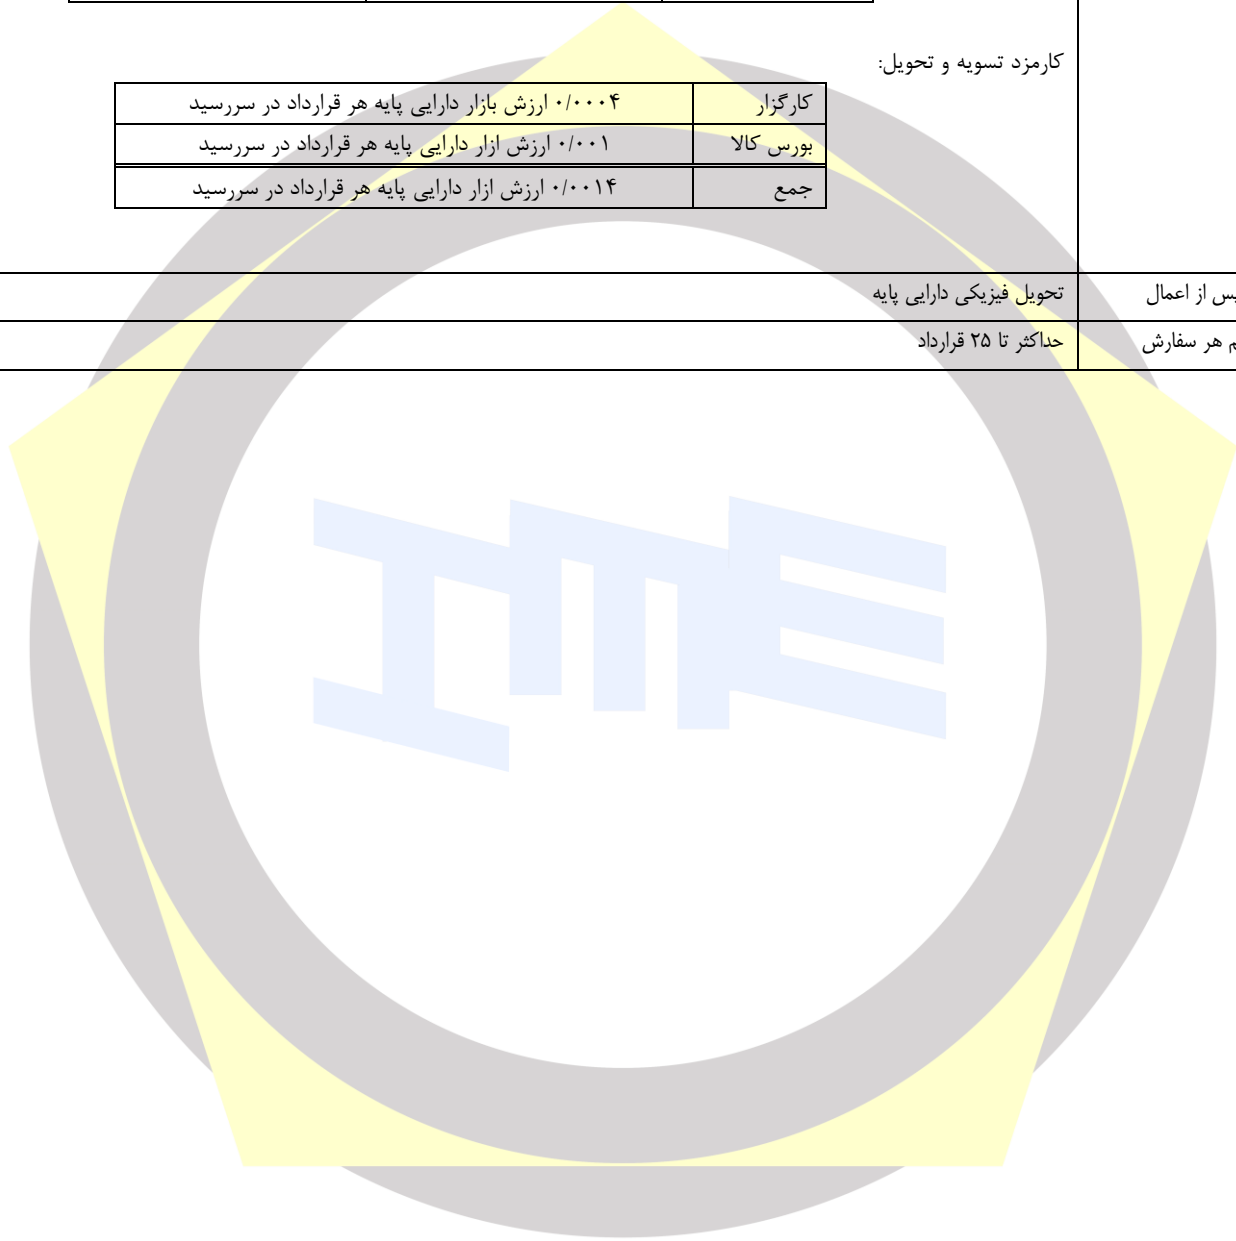 کارمزد تسویه و تحویل:
کارگزار ۰/۰۰۰۴ ارزش بازار دارایی پایه هر قرارداد در سررسید
بورس کالا ۰/۰۰۱ ارزش ازار دارایی پایه هر قرارداد در سررسید
جمع ۰/۰۰۱۴ ارزش ازار دارایی پایه هر قرارداد در سررسید
پس از اعمال تحویل فیزیکی دارایی پایه
هر سفارش حداکثر تا ۲۵ قرارداد
IME